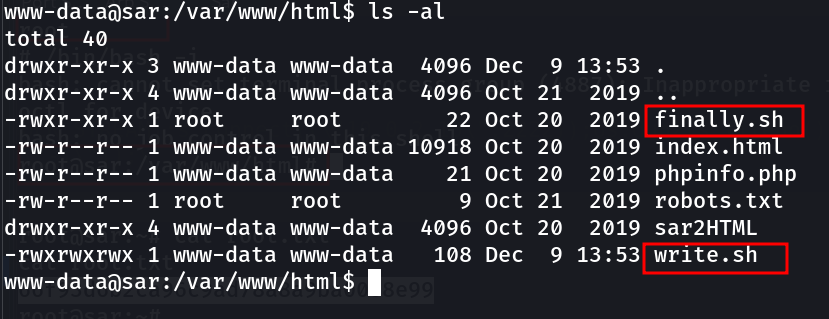 www-data@sar:/var/www/html$ ls -al
total 40
drwxr-xr-x 3 www-data www-data  4096 Dec  9 13:53 .
drwxr-xr-x 4 www-data www-data  4096 Oct 21  2019 ..
-rwxr-xr-x 1 root     root        22 Oct 20  2019 finally.sh
-rw-r--r-- 1 www-data www-data 10918 Oct 20  2019 index.html
-rw-r--r-- 1 www-data www-data    21 Oct 20  2019 phpinfo.php
-rw-r--r-- 1 root     root         9 Oct 21  2019 robots.txt
drwxr-xr-x 4 www-data www-data  4096 Oct 20  2019 sar2HTML
-rwxrwxrwx 1 www-data www-data   108 Dec  9 13:53 write.sh
www-data@sar:/var/www/html$